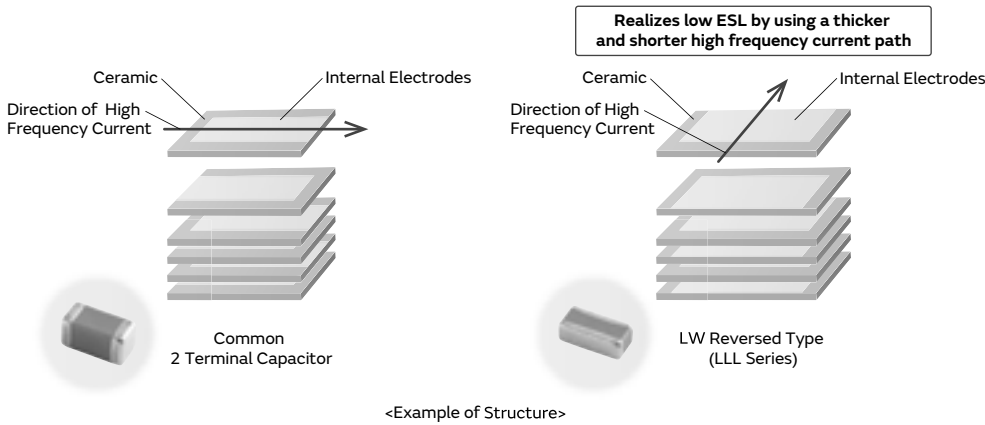 Realizes low ESL by using a thicker
and shorter high frequency current path
Ceramic
Internal Electrodes
Direction of High
Frequency Current
Common
2 Terminal Capacitor
Ceramic
Internal Electrodes
Direction of High
Frequency Current
LW Reversed Type
(LLL Series)
<Example of Structure>